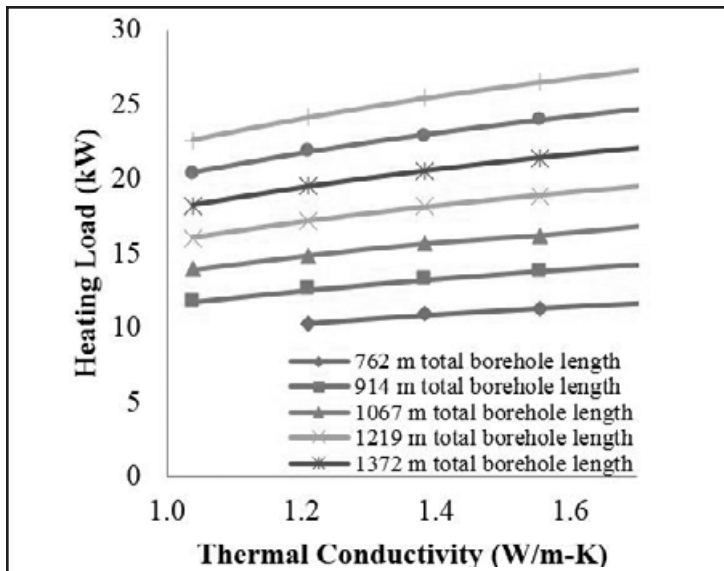 30
25
20
15
10
5
0
Heating Load (kW)
762 m total borehole length
914 m total borehole length
1067 m total borehole length
1219 m total borehole length
1372 m total borehole length
1.0 1.2 1.4 1.6
Thermal Conductivity (W/m-K)